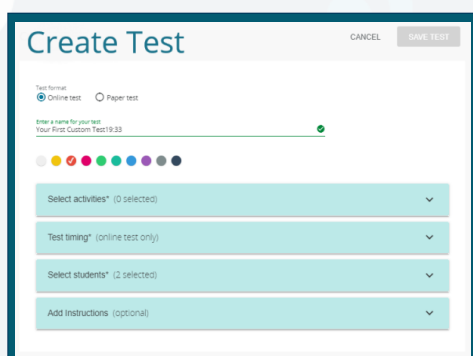 Create Test
CANCEL
SAVE TEST
Test format
Online test
Paper test
Enter a name for your test
Your First Custom Test19:33
Select activities* (0 selected)
Test timing* (online test only)
Select students* (2 selected)
Add Instructions (optional)